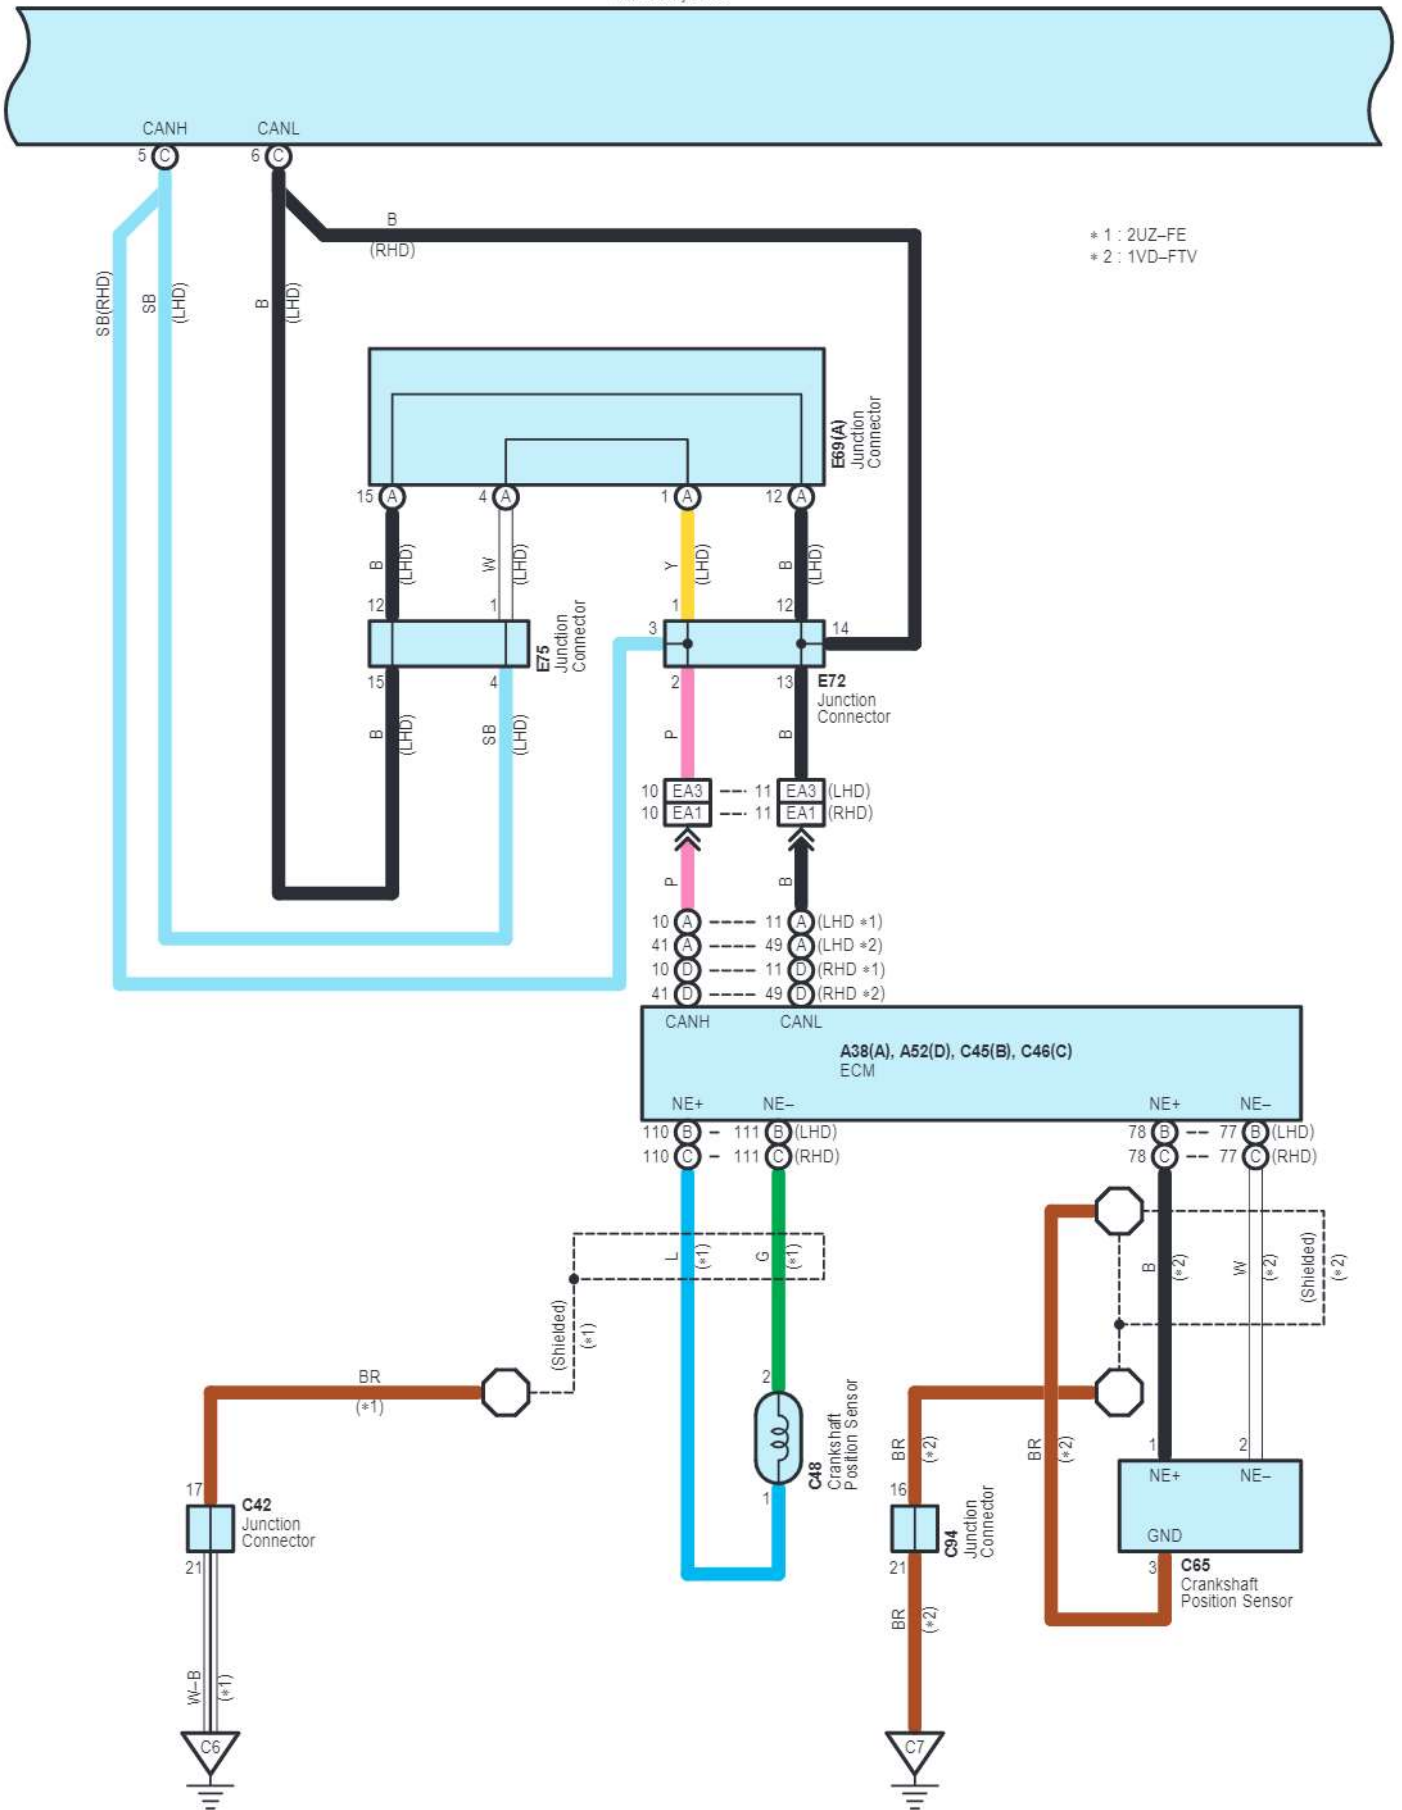 CANH CANL
5 C 6 C
B
(RHD)
* 1 : 2UZ–FE
* 2 : 1VD–FTV
SB(RHD)
SB
(LHD)
B
(LHD)
E69(A)
Junction
Connector
15 A 4 A 1 A 12 A
B
(LHD)
W
(LHD)
Y
(LHD)
B
(LHD)
12 1 1 12
3 14
E75
Junction
Connector
15 4 2 13
E72
Junction
Connector
B
(LHD)
SB
(LHD)
P
B
10 EA3 11 EA3 (LHD)
10 EA1 11 EA1 (RHD)
P
B
10 A 11 A (LHD *1)
41 A 49 A (LHD *2)
10 D 11 D (RHD *1)
41 D 49 D (RHD *2)
CANH CANL
A38(A), A52(D), C45(B), C46(C)
ECM
NE+ NE– NE+ NE–
110 B – 111 B (LHD) 78 B –– 77 B (LHD)
110 C – 111 C (RHD) 78 C –– 77 C (RHD)
L
(*1)
G
(*1)
B
(*2)
W
(*2)
(Shielded)
(*2)
(Shielded)
(*1)
BR
(*1)
2
C48
Crankshaft
Position Sensor
1
BR
(*2)
BR
(*2)
1 2
NE+ NE–
GND
3
C65
Crankshaft
Position Sensor
17
C42
Junction
Connector
21
16
C94
Junction
Connector
21
BR
(*2)
W–B
(*1)
C6
C7